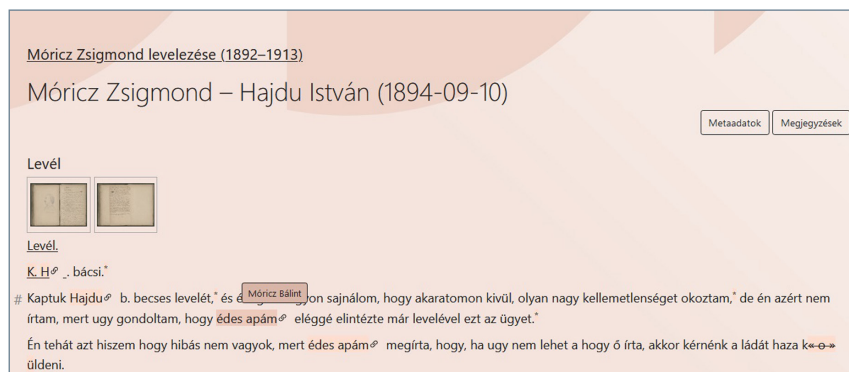 Móricz Zsigmond levelezése (1892–1913)
Móricz Zsigmond – Hajdu István (1894-09-10)
Metaadatok Megjegyzések
Levél
Levél.
K. H _. bácsi.*
# Kaptuk Hajdu b. becses levelét,* és é Móricz Bálint yon sajnálom, hogy akaratomon kivül, olyan nagy kellemetlenséget okoztam,* de én azért nem
írtam, mert ugy gondoltam, hogy édes apám eléggé elintézte már levelével ezt az ügyet.*
Én tehát azt hiszem hogy hibás nem vagyok, mert édes apám megírta, hogy, ha ugy nem lehet a hogy ő írta, akkor kérnénk a ládát haza k« o »
üldeni.